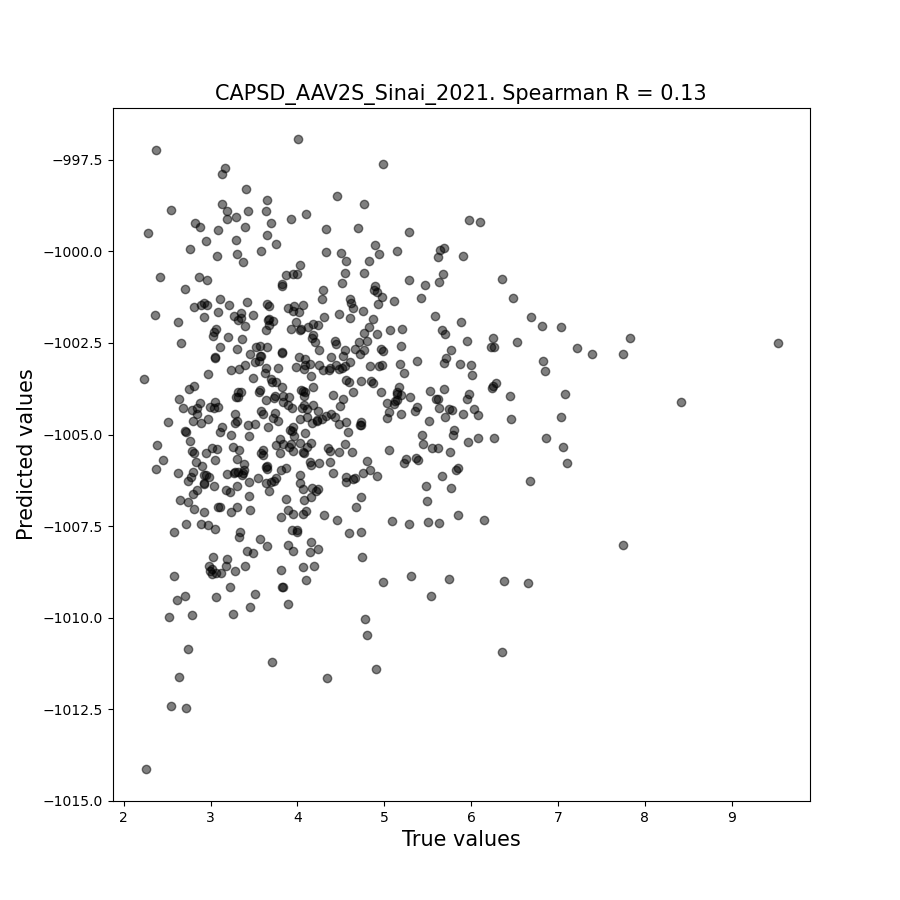 CAPSD_AAV2S_Sinai_2021. Spearman R = 0.13
Predicted values
−997.5
−1000.0
−1002.5
−1005.0
−1007.5
−1010.0
−1012.5
−1015.0
2 3 4 5 6 7 8 9
True values